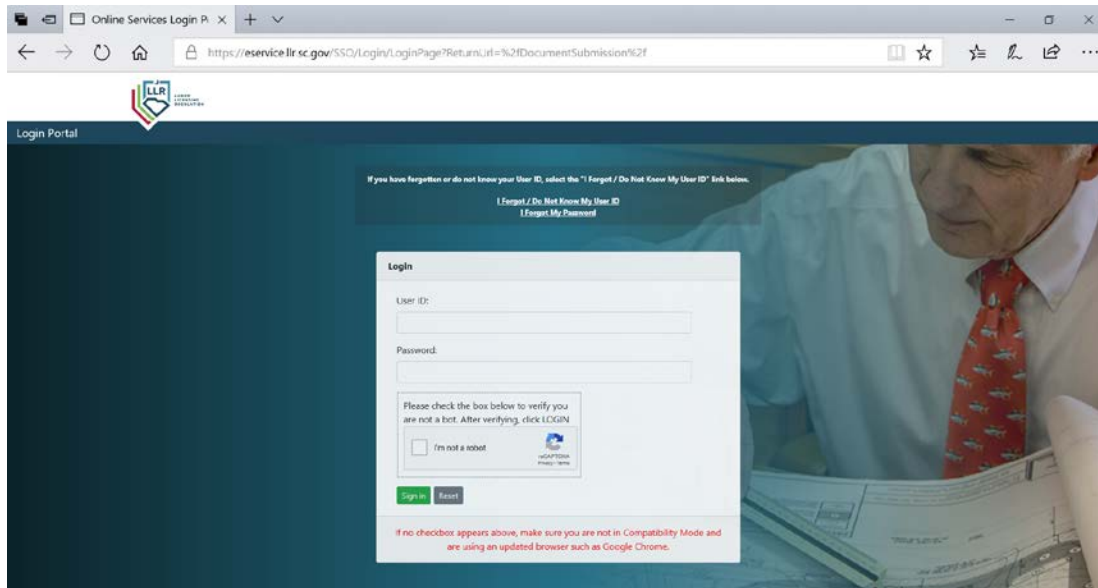 Online Services Login P
https://eservice.llr.sc.gov/SSO/Login/LoginPage?ReturnUrl=%2fDocumentSubmission%2f
LLR
LABOR
LICENSING
REGULATION
Login Portal
If you have forgotten or do not know your User ID, select the "I Forgot / Do Not Know My User ID" link below.
I Forgot / Do Not Know My User ID
I Forgot My Password
Login
User ID:
Password:
Please check the box below to verify you
are not a bot. After verifying, click LOGIN
I'm not a robot
reCAPTCHA
Privacy - Terms
Sign in Reset
If no checkbox appears above, make sure you are not in Compatibility Mode and
are using an updated browser such as Google Chrome.